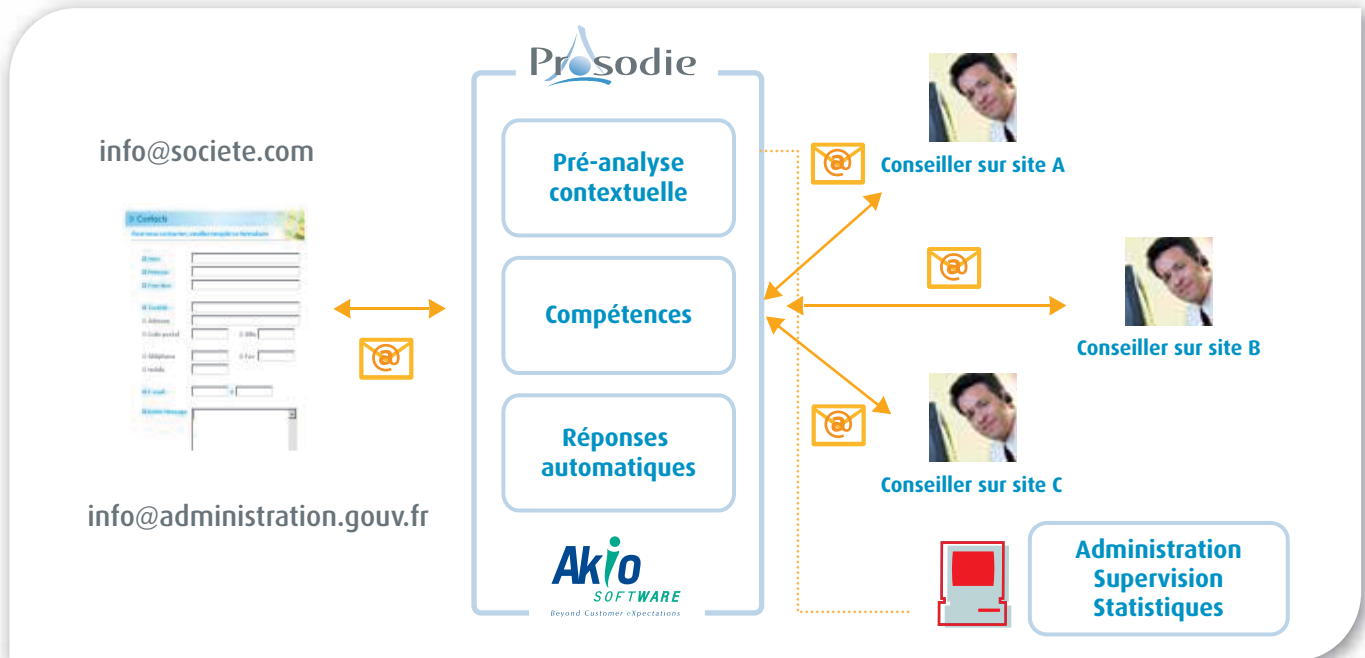 Prosodie
info@societe.com
Contacts
info@administration.gouv.fr
Pré-analyse
contextuelle
Compétences
Réponses
automatiques
Akio
SOFTWARE
Beyond Customer eXpectations
@
@
@
@
Conseiller sur site A
Conseiller sur site B
Conseiller sur site C
Administration
Supervision
Statistiques